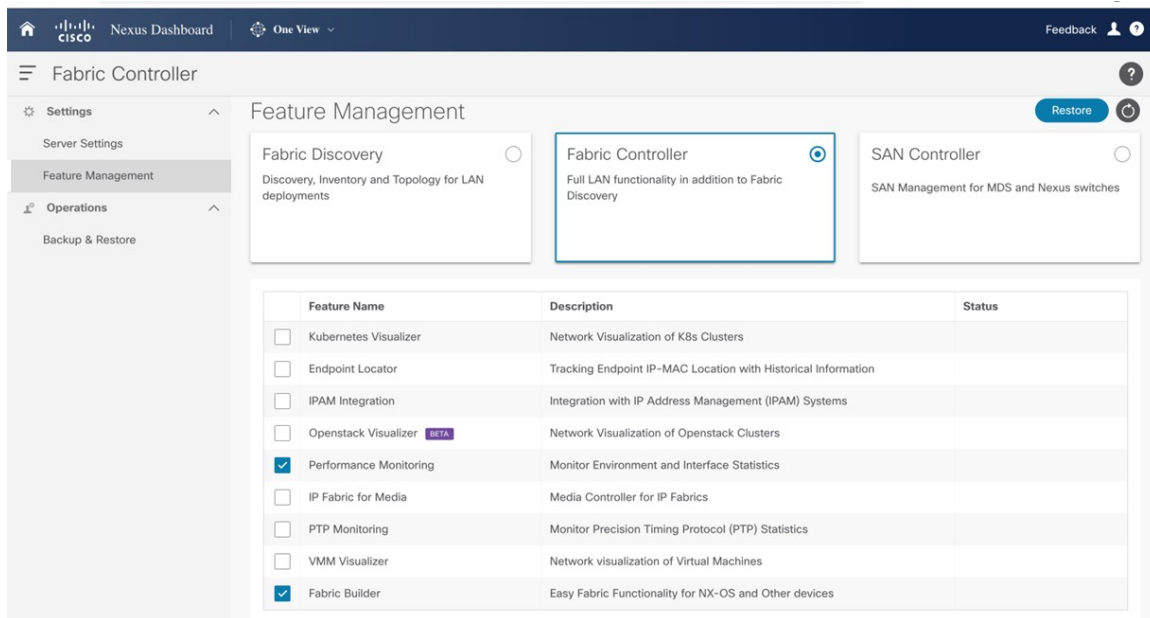 CISCO Nexus Dashboard One View Feedback ?
Fabric Controller ?
Settings
Server Settings
Feature Management
Operations
Backup & Restore
Feature Management Restore
Fabric Discovery
Discovery, Inventory and Topology for LAN
deployments
Fabric Controller
Full LAN functionality in addition to Fabric
Discovery
SAN Controller
SAN Management for MDS and Nexus switches
Feature Name Description Status
Kubernetes Visualizer Network Visualization of K8s Clusters
Endpoint Locator Tracking Endpoint IP-MAC Location with Historical Information
IPAM Integration Integration with IP Address Management (IPAM) Systems
Openstack Visualizer BETA Network Visualization of Openstack Clusters
Performance Monitoring Monitor Environment and Interface Statistics
IP Fabric for Media Media Controller for IP Fabrics
PTP Monitoring Monitor Precision Timing Protocol (PTP) Statistics
VMM Visualizer Network visualization of Virtual Machines
Fabric Builder Easy Fabric Functionality for NX-OS and Other devices